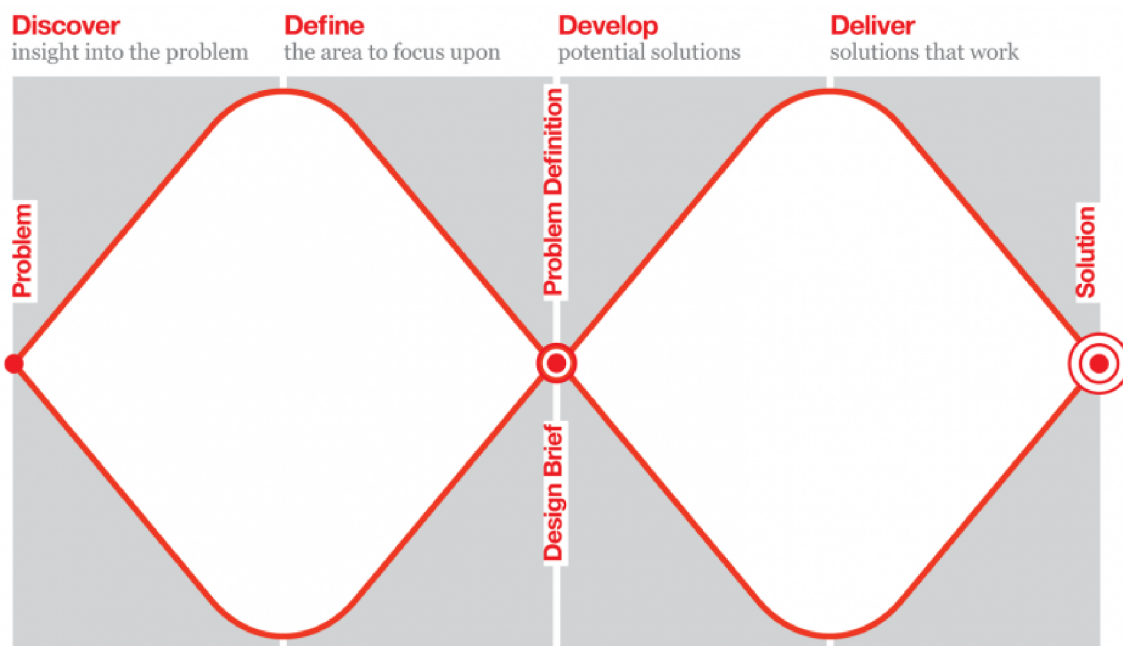 Discover
insight into the problem
Define
the area to focus upon
Develop
potential solutions
Deliver
solutions that work
Problem
Problem Definition
Design Brief
Solution